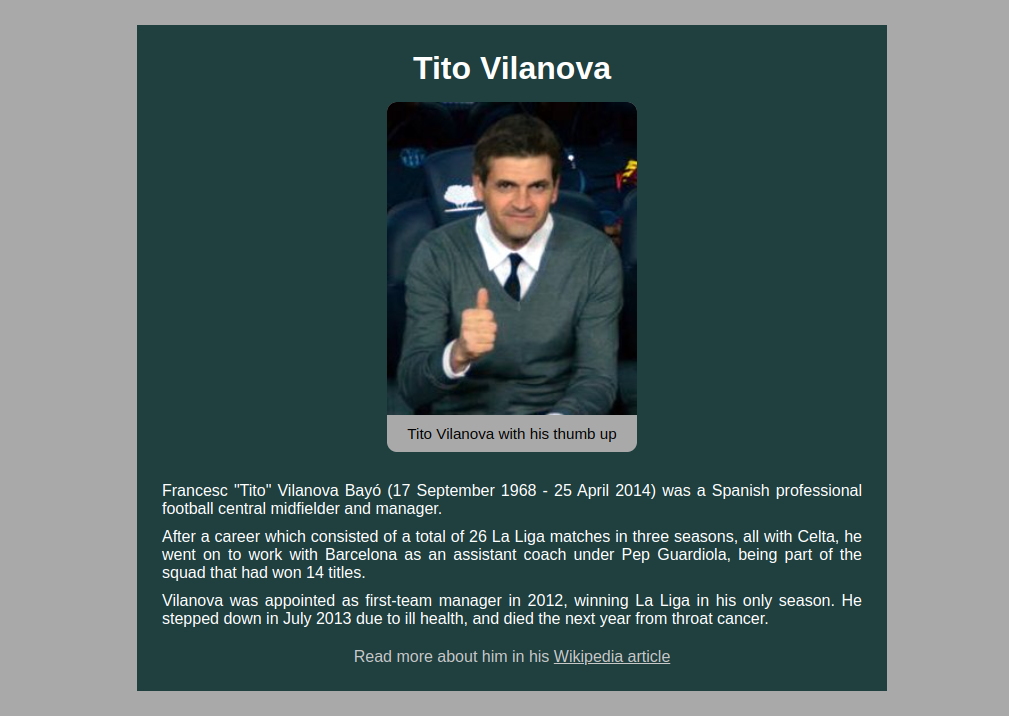 Tito Vilanova
Tito Vilanova with his thumb up
Francesc "Tito" Vilanova Bayó (17 September 1968 - 25 April 2014) was a Spanish professional
football central midfielder and manager.
After a career which consisted of a total of 26 La Liga matches in three seasons, all with Celta, he
went on to work with Barcelona as an assistant coach under Pep Guardiola, being part of the
squad that had won 14 titles.
Vilanova was appointed as first-team manager in 2012, winning La Liga in his only season. He
stepped down in July 2013 due to ill health, and died the next year from throat cancer.
Read more about him in his Wikipedia article